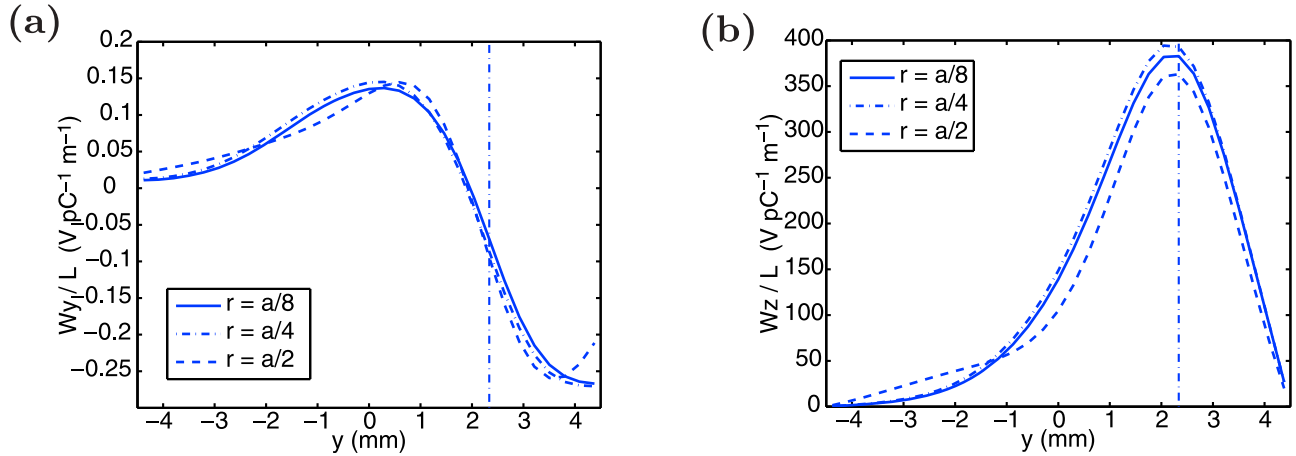 (a)
0.2
0.15
0.1
0.05
0
−0.05
−0.1
−0.15
−0.2
−0.25
Wy / L (V pC⁻¹ m⁻¹)
r = a/8
r = a/4
r = a/2
−4 −3 −2 −1 0 1 2 3 4
y (mm)
(b)
400
350
300
250
200
150
100
50
0
Wz / L (V pC⁻¹ m⁻¹)
r = a/8
r = a/4
r = a/2
−4 −3 −2 −1 0 1 2 3 4
y (mm)